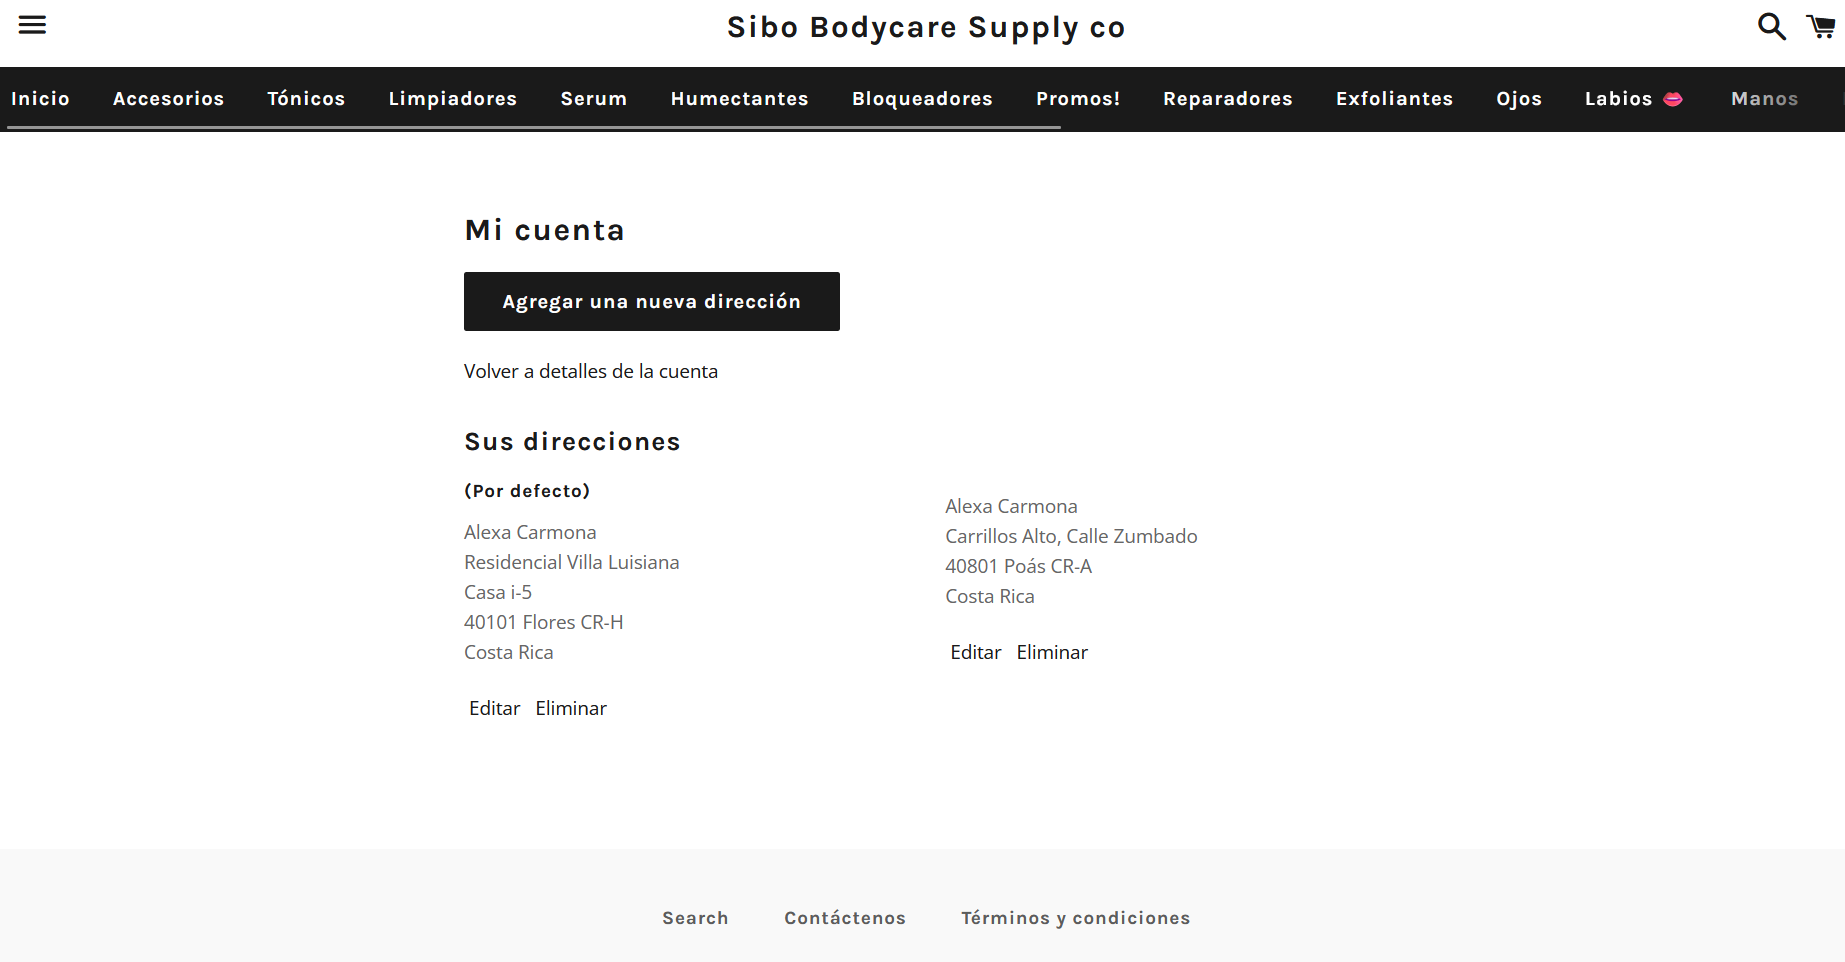 Sibo Bodycare Supply co
Inicio Accesorios Tónicos Limpiadores Serum Humectantes Bloqueadores Promos! Reparadores Exfoliantes Ojos Labios 👄 Manos
Mi cuenta
Agregar una nueva dirección
Volver a detalles de la cuenta
Sus direcciones
(Por defecto)
Alexa Carmona
Residencial Villa Luisiana
Casa i-5
40101 Flores CR-H
Costa Rica
Editar Eliminar
Alexa Carmona
Carrillos Alto, Calle Zumbado
40801 Poás CR-A
Costa Rica
Editar Eliminar
Search Contáctenos Términos y condiciones